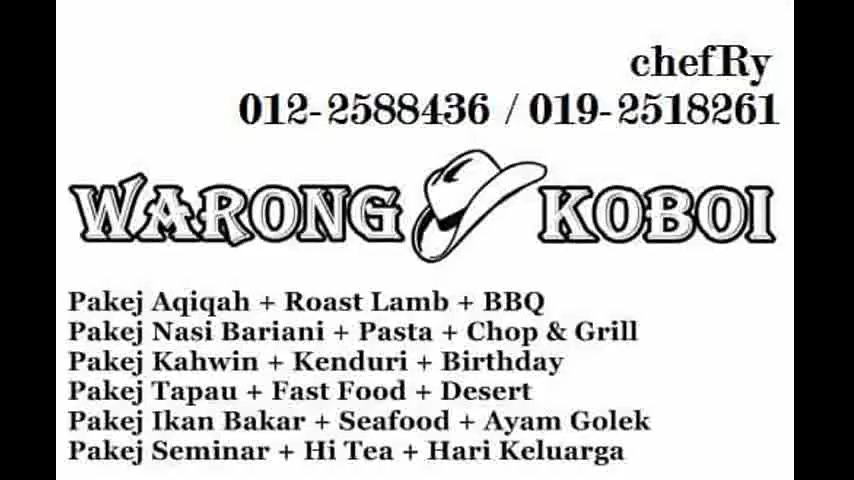 chefRy
012-2588436 / 019-2518261
WARONG KOBOI
Pakej Aqiqah + Roast Lamb + BBQ
Pakej Nasi Bariani + Pasta + Chop & Grill
Pakej Kahwin + Kenduri + Birthday
Pakej Tapau + Fast Food + Desert
Pakej Ikan Bakar + Seafood + Ayam Golek
Pakej Seminar + Hi Tea + Hari Keluarga